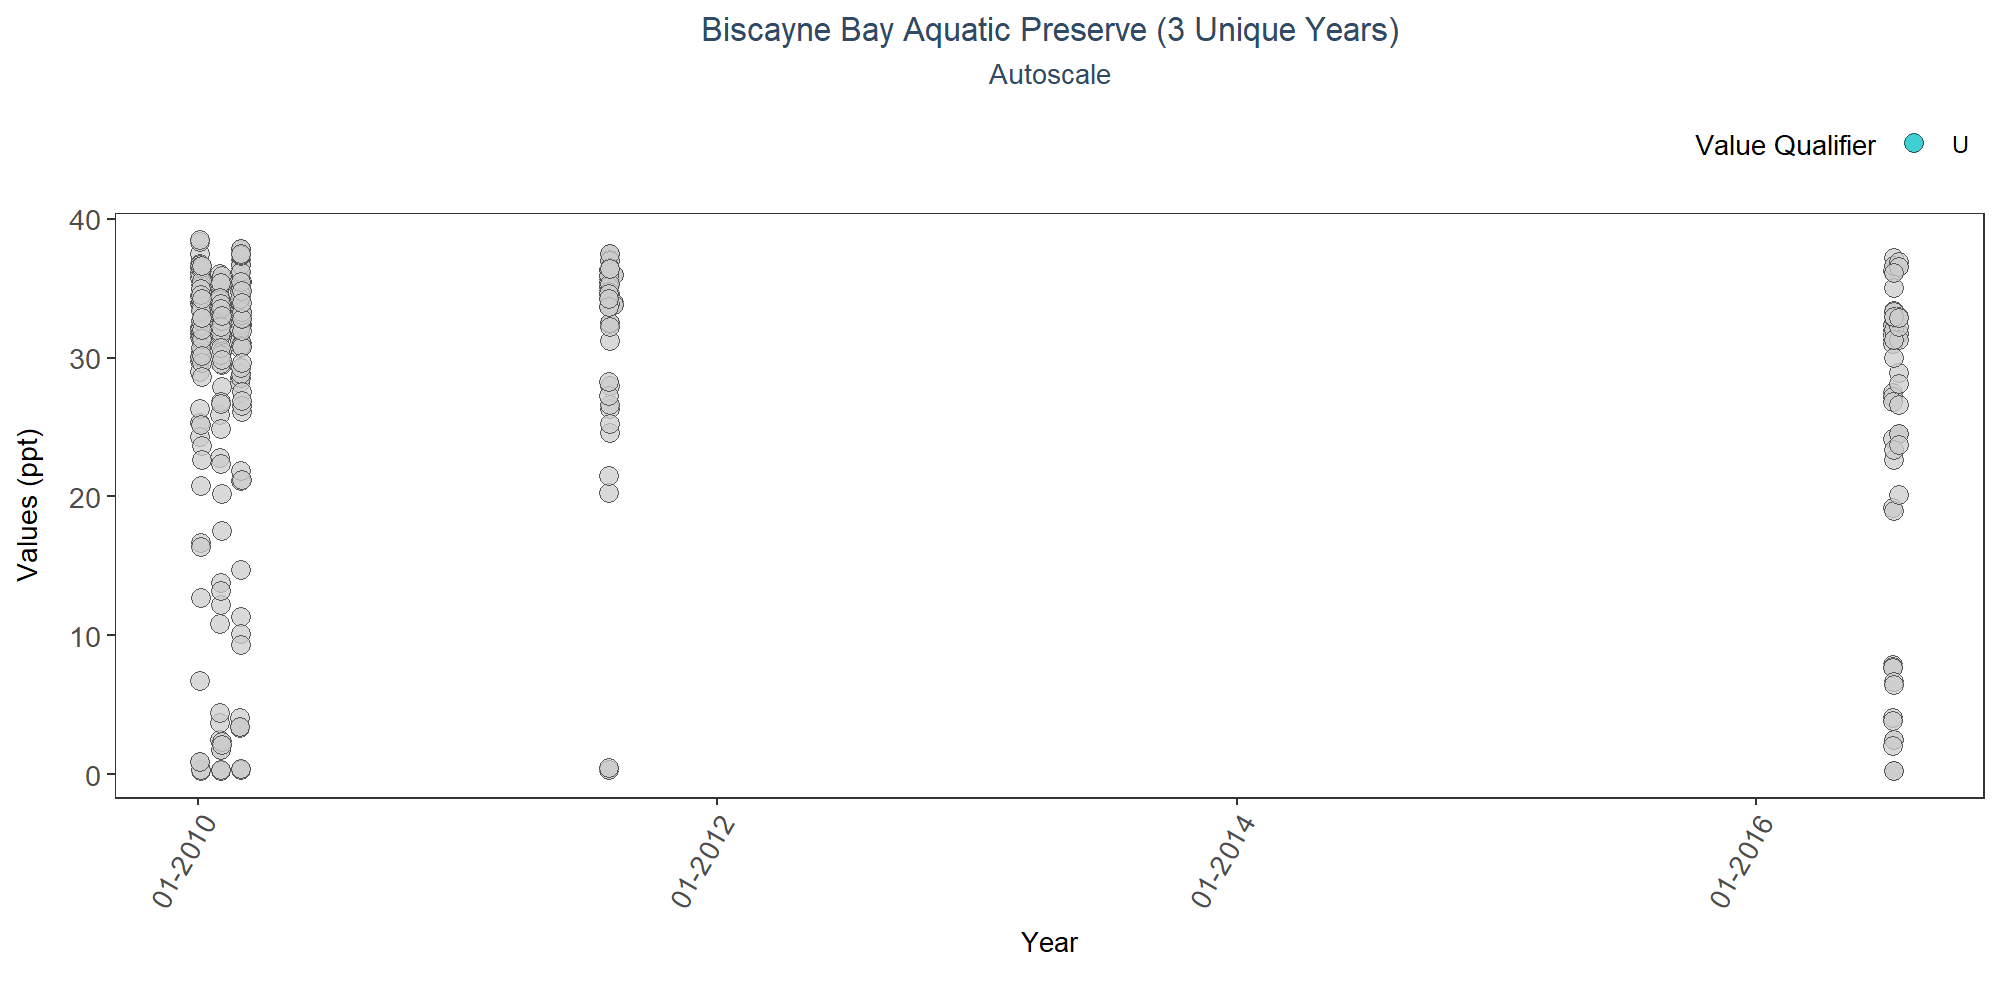 Biscayne Bay Aquatic Preserve (3 Unique Years)
Autoscale
Value Qualifier U
40
30
20
10
0
Values (ppt)
01-2010
01-2012
01-2014
01-2016
Year